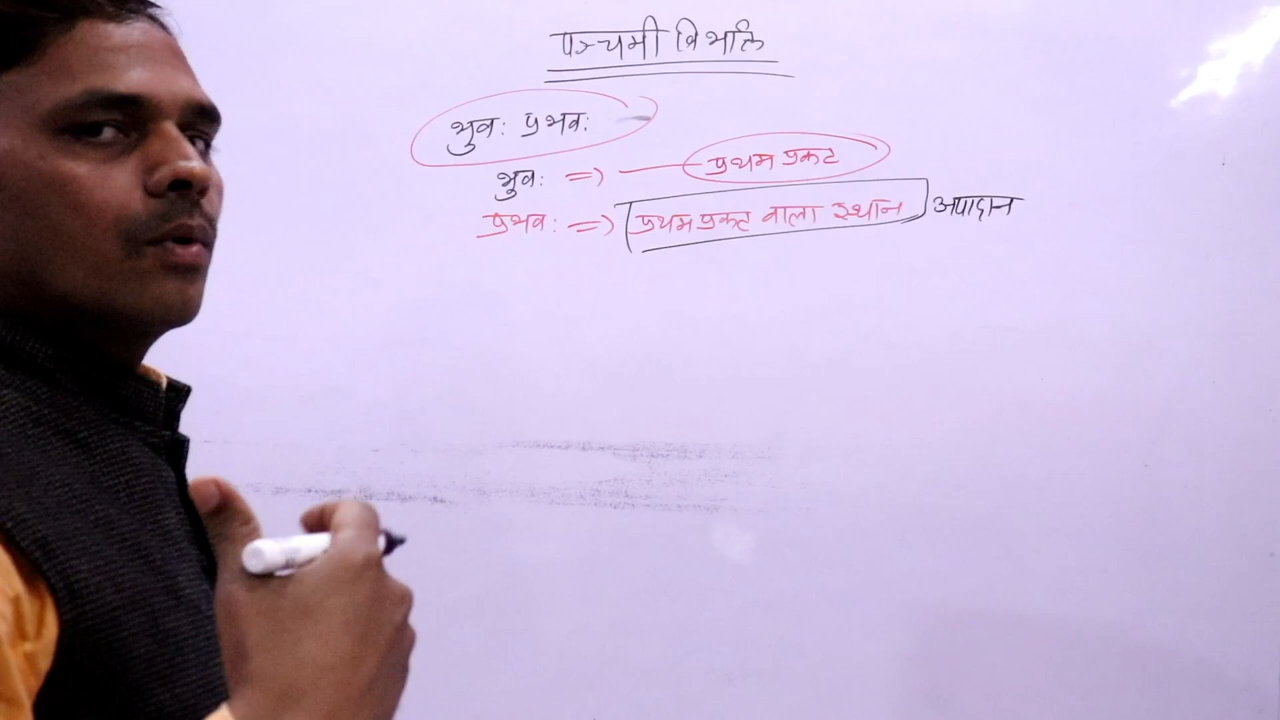 पञ्चमी विभक्ति
भुवः प्रभवः
भुवः => प्रथम प्रकट
प्रभवः => प्रथम प्रकट वाला स्थान अपादान